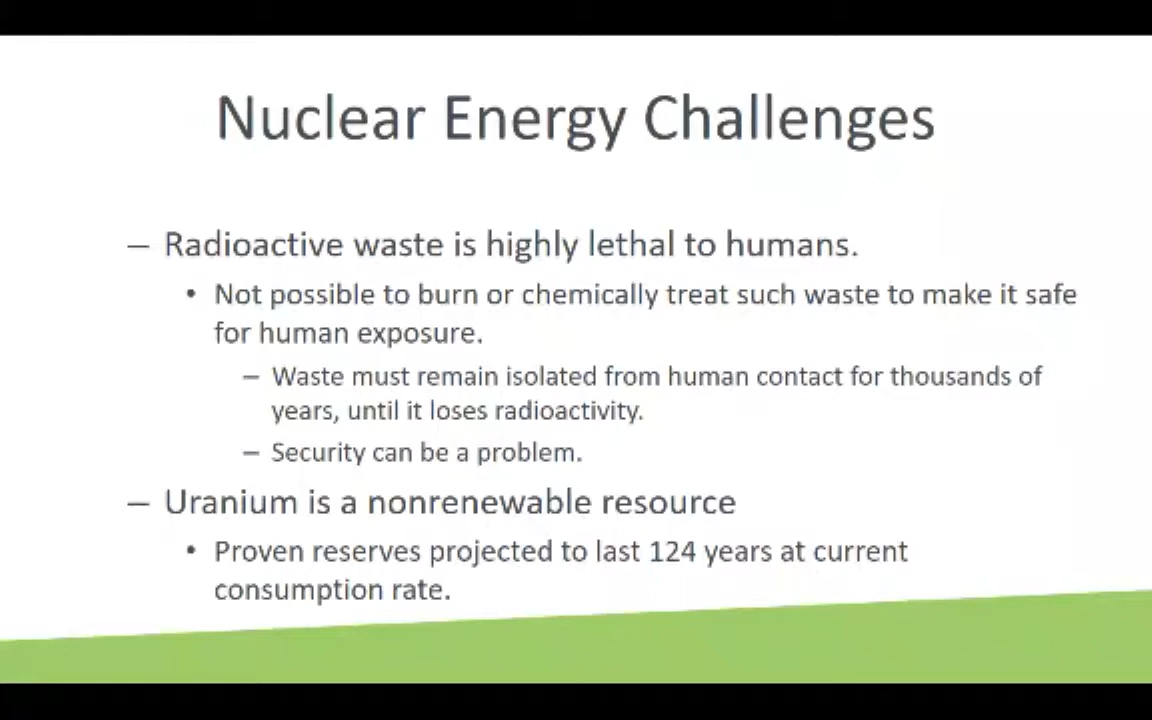 Nuclear Energy Challenges
– Radioactive waste is highly lethal to humans.
• Not possible to burn or chemically treat such waste to make it safe
for human exposure.
– Waste must remain isolated from human contact for thousands of
years, until it loses radioactivity.
– Security can be a problem.
– Uranium is a nonrenewable resource
• Proven reserves projected to last 124 years at current
consumption rate.